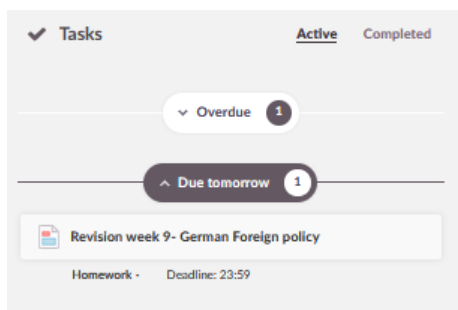 Tasks Active Completed
Overdue 1
Due tomorrow 1
Revision week 9- German Foreign policy
Homework · Deadline: 23:59